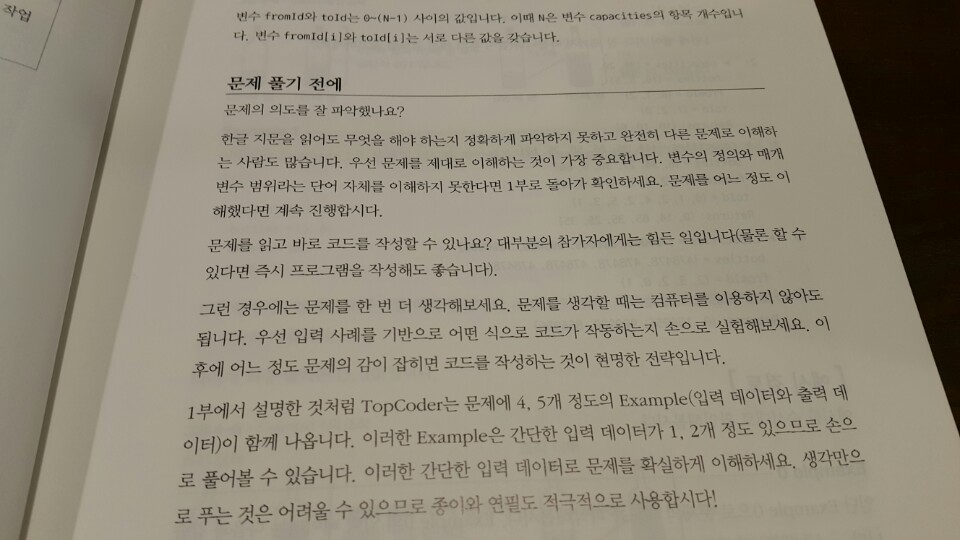 작업
변수 fromId와 toId는 0~(N-1) 사이의 값입니다. 이때 N은 변수 capacities의 항목 개수입니
다. 변수 fromId[i]와 toId[i]는 서로 다른 값을 갖습니다.
문제 풀기 전에
문제의 의도를 잘 파악했나요?
한글 지문을 읽어도 무엇을 해야 하는지 정확하게 파악하지 못하고 완전히 다른 문제로 이해하
는 사람도 많습니다. 우선 문제를 제대로 이해하는 것이 가장 중요합니다. 변수의 정의와 매개
변수 범위라는 단어 자체를 이해하지 못한다면 1부로 돌아가 확인하세요. 문제를 어느 정도 이
해했다면 계속 진행합시다.
문제를 읽고 바로 코드를 작성할 수 있나요? 대부분의 참가자에게는 힘든 일입니다(물론 할 수
있다면 즉시 프로그램을 작성해도 좋습니다).
그런 경우에는 문제를 한 번 더 생각해보세요. 문제를 생각할 때는 컴퓨터를 이용하지 않아도
됩니다. 우선 입력 사례를 기반으로 어떤 식으로 코드가 작동하는지 손으로 실험해보세요. 이
후에 어느 정도 문제의 감이 잡히면 코드를 작성하는 것이 현명한 전략입니다.
1부에서 설명한 것처럼 TopCoder는 문제에 4, 5개 정도의 Example(입력 데이터와 출력 데
이터)이 함께 나옵니다. 이러한 Example은 간단한 입력 데이터가 1, 2개 정도 있으므로 손으
로 풀어볼 수 있습니다. 이러한 간단한 입력 데이터로 문제를 확실하게 이해하세요. 생각만으
로 푸는 것은 어려울 수 있으므로 종이와 연필도 적극적으로 사용합시다!